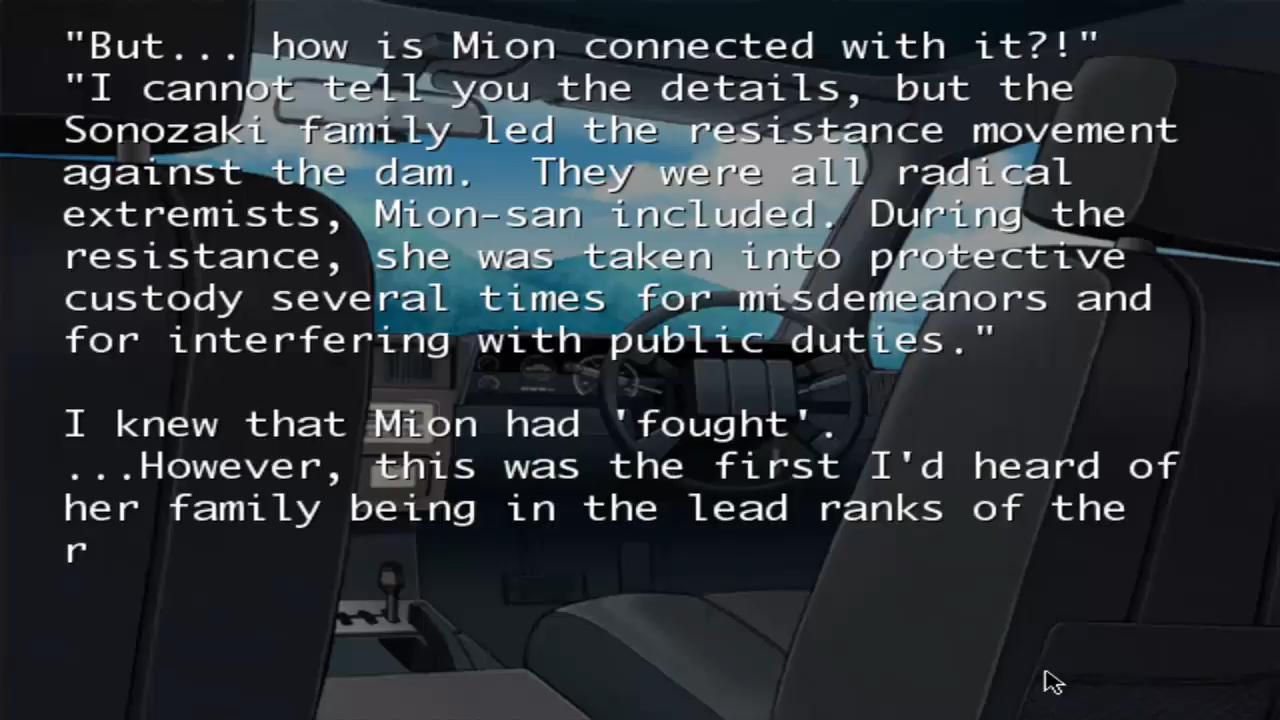 "But... how is Mion connected with it?!"
"I cannot tell you the details, but the
Sonozaki family led the resistance movement
against the dam.  They were all radical
extremists, Mion-san included. During the
resistance, she was taken into protective
custody several times for misdemeanors and
for interfering with public duties."
I knew that Mion had 'fought'.
...However, this was the first I'd heard of
her family being in the lead ranks of the
r